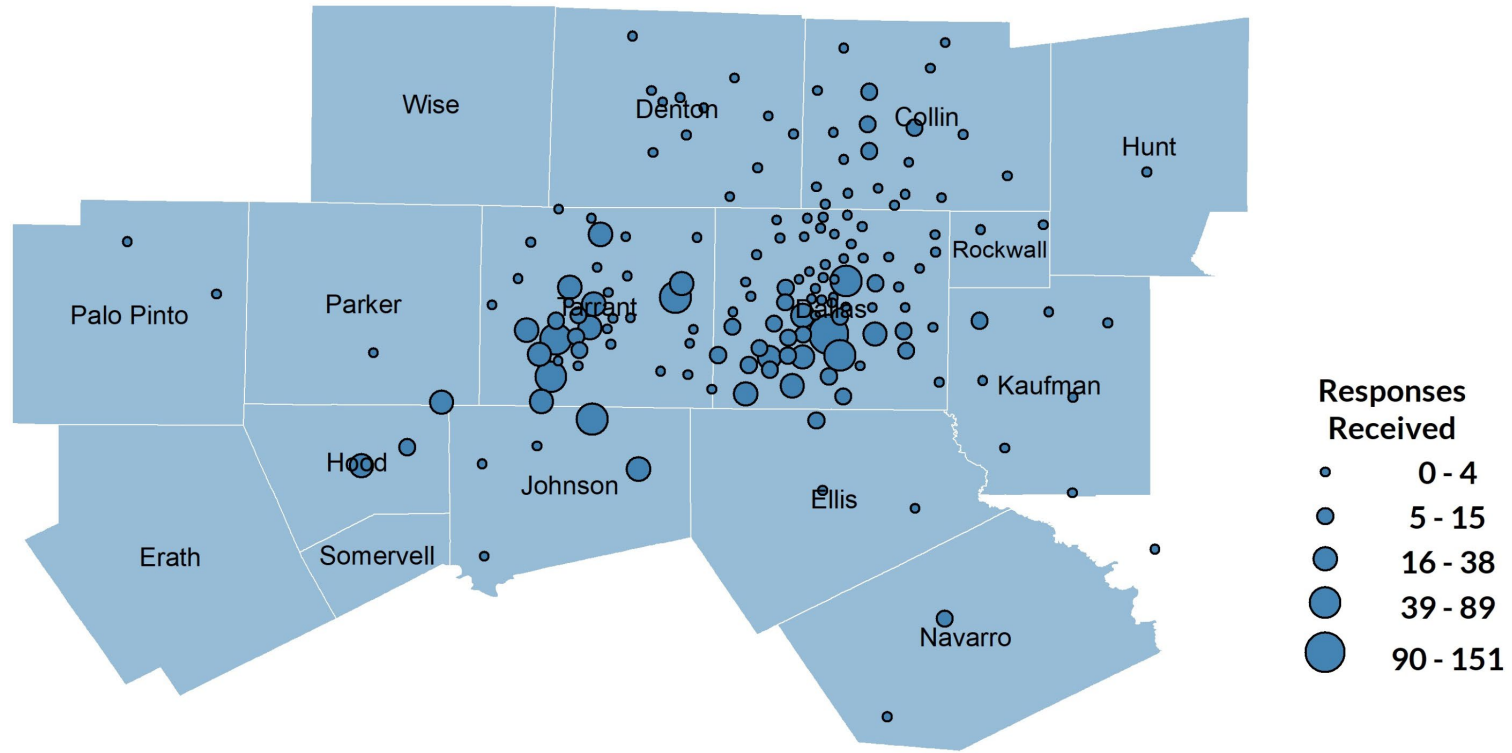 Wise
Denton
Collin
Hunt
Palo Pinto
Parker
Tarrant
Dallas
Rockwall
Kaufman
Hood
Johnson
Ellis
Erath
Somervell
Navarro
Responses
Received
0 - 4
5 - 15
16 - 38
39 - 89
90 - 151